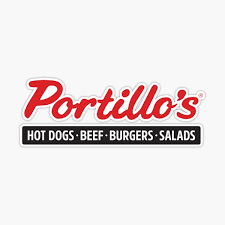 Portillo's®
HOT DOGS · BEEF · BURGERS · SALADS